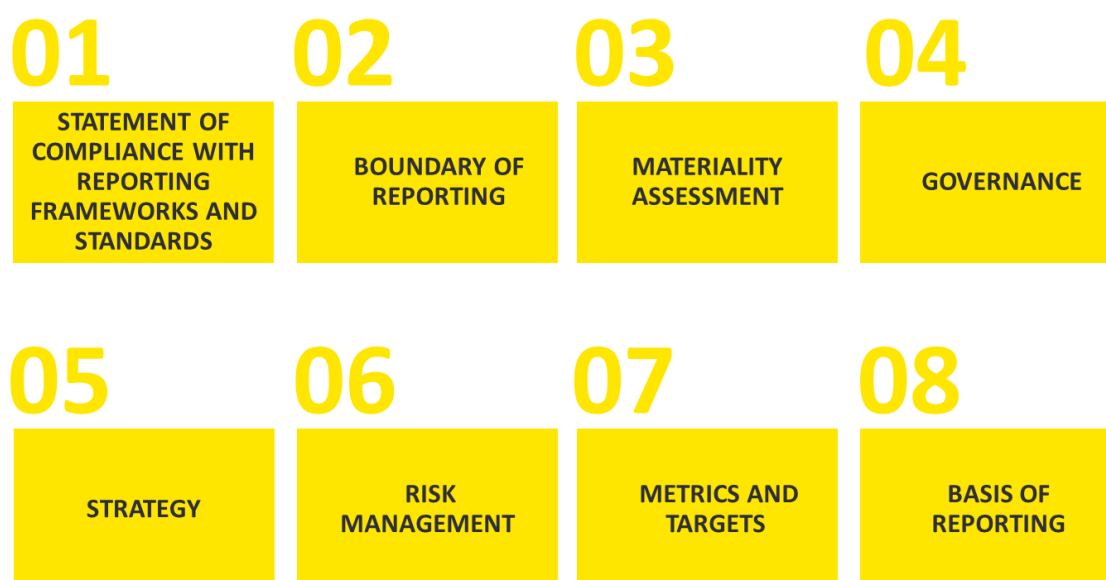 01
STATEMENT OF
COMPLIANCE WITH
REPORTING
FRAMEWORKS AND
STANDARDS
02
BOUNDARY OF
REPORTING
03
MATERIALITY
ASSESSMENT
04
GOVERNANCE
05
STRATEGY
06
RISK
MANAGEMENT
07
METRICS AND
TARGETS
08
BASIS OF
REPORTING